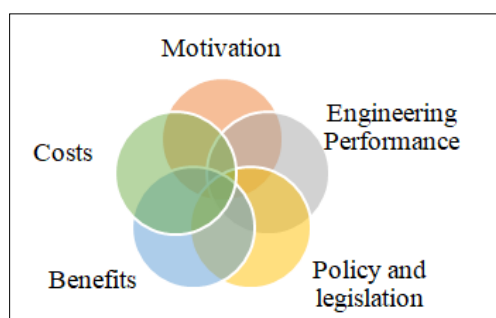 Motivation
Engineering
Performance
Costs
Benefits
Policy and
legislation